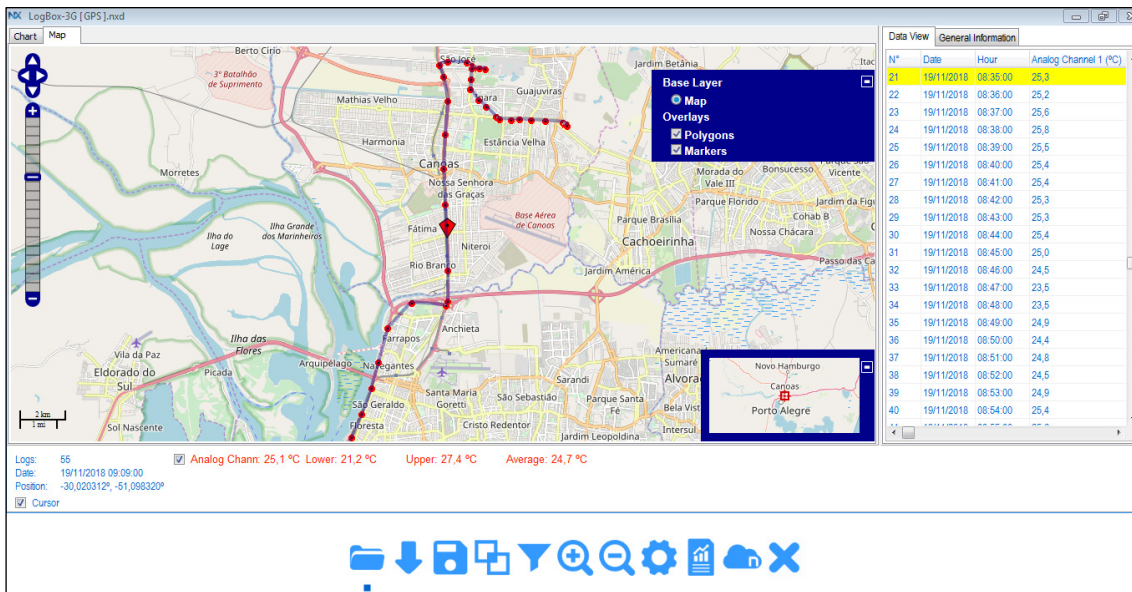 LogBox-3G [GPS].nxd
Chart Map
Berto Círio
São José
Jardim Betânia
3° Batalhão
de Suprimento
Mathias Velho
Guajuviras
Harmonia
Estância Velha
Canoas
Morretes
Nossa Senhora
das Graças
Base Aérea
de Canoas
Fátima
Niterói
Rio Branco
Ilha do
Lage
Ilha Grande
dos Marinheiros
Morada do
Vale III
Bonsucesso
Parque São
Vicente
Parque Florido
Jardim da Figu
Parque Brasília
Cohab B
Nossa Chácara
Cachoeirinha
Jardim América
Passo das Ca
Anchieta
Ilha das
Flores
Farrapos
Vila da Paz
Eldorado do
Sul
Picada
Arquipélago
Navegantes
Santa Maria
Goretti
São Sebastião
Sarandi
Parque Santa
Fé
Americana
Sumaré
Alvora
Bela Vist
Intersul
São Geraldo
Floresta
Cristo Redentor
Jardim Leopoldina
Sol Nascente
2 km
1 mi
Base Layer
Map
Overlays
Polygons
Markers
Novo Hamburgo
Canoas
Porto Alegre
Data View General Information
N° Date Hour Analog Channel 1 (ºC)
21 19/11/2018 08:35:00 25,3
22 19/11/2018 08:36:00 25,2
23 19/11/2018 08:37:00 25,6
24 19/11/2018 08:38:00 25,8
25 19/11/2018 08:39:00 25,5
26 19/11/2018 08:40:00 25,4
27 19/11/2018 08:41:00 25,4
28 19/11/2018 08:42:00 25,3
29 19/11/2018 08:43:00 25,3
30 19/11/2018 08:44:00 25,4
31 19/11/2018 08:45:00 25,0
32 19/11/2018 08:46:00 24,5
33 19/11/2018 08:47:00 23,5
34 19/11/2018 08:48:00 23,5
35 19/11/2018 08:49:00 24,9
36 19/11/2018 08:50:00 24,4
37 19/11/2018 08:51:00 24,8
38 19/11/2018 08:52:00 24,5
39 19/11/2018 08:53:00 24,9
40 19/11/2018 08:54:00 25,4
Logs: 55
Analog Chann: 25,1 ºC Lower: 21,2 ºC Upper: 27,4 ºC Average: 24,7 ºC
Date: 19/11/2018 09:09:00
Position: -30,020312º, -51,098320º
Cursor